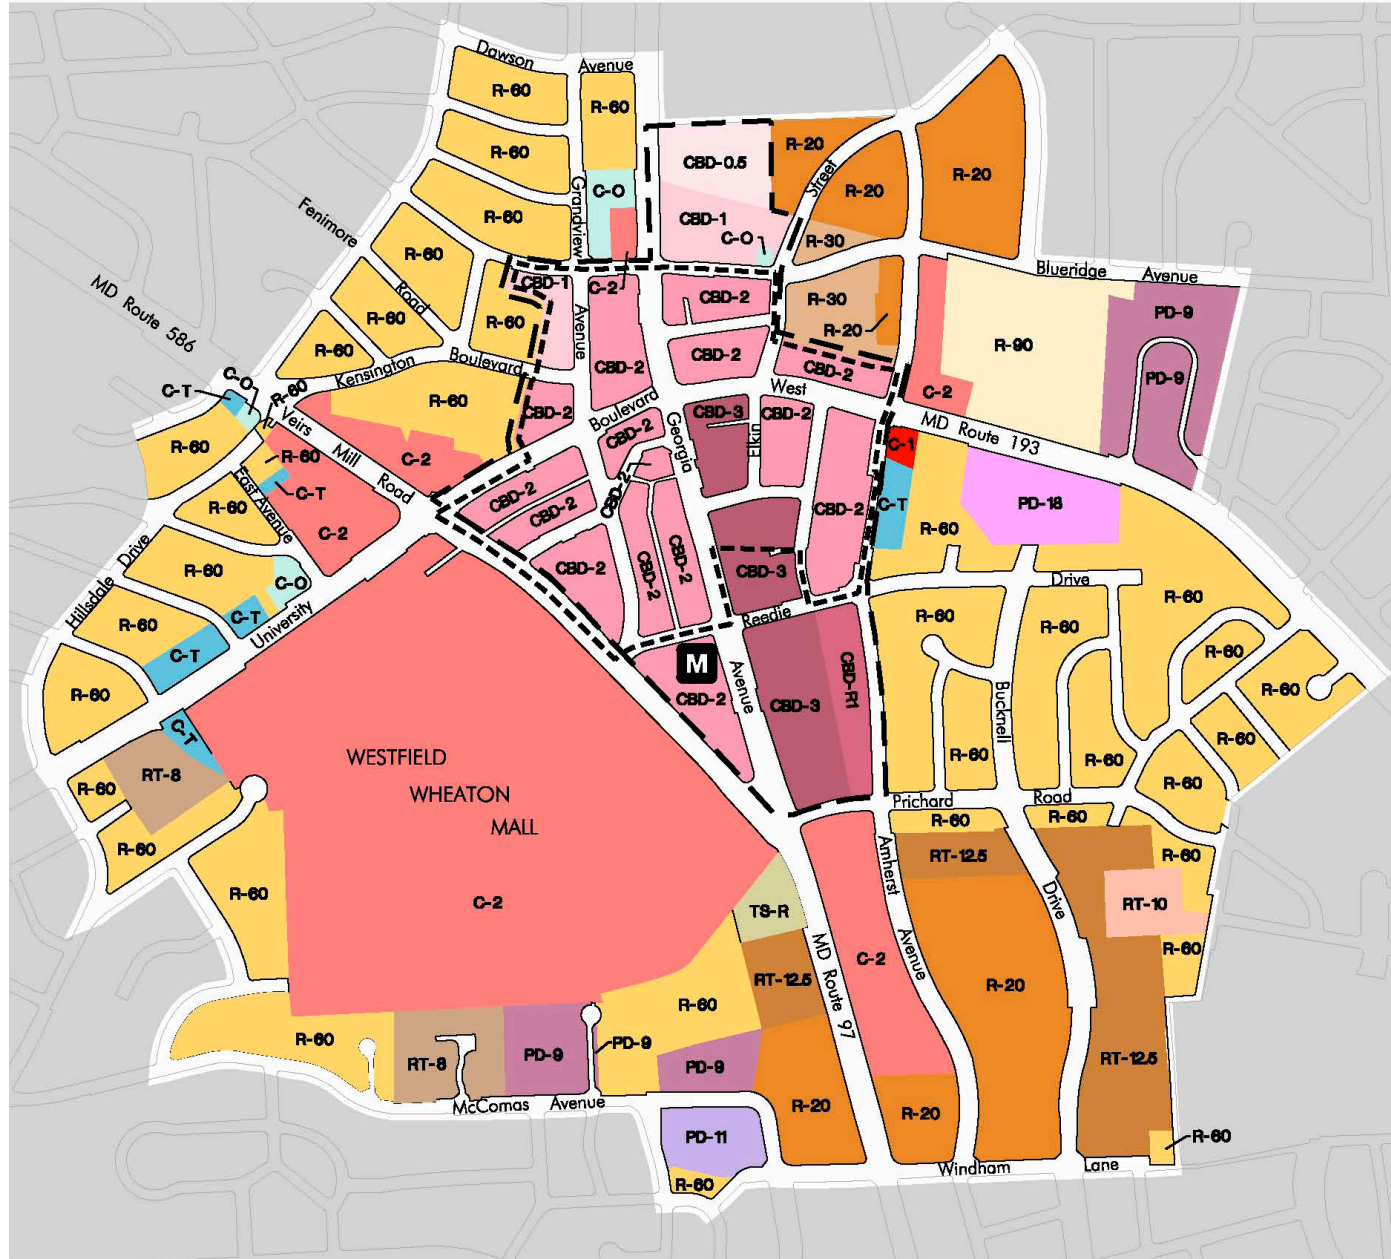 Dawson
Avenue
R-60
R-60
R-60
R-60
R-60
R-60
R-60
R-60
R-60
R-60
C-O
Grandview
CBD-0.5
CBD-1
C-O
R-20
Street
R-20
R-20
R-30
R-30
R-20
Fenimore
Road
MD Route 586
Blueridge
Avenue
PD-9
PD-9
R-90
C-2
CBD-1
C-2
Avenue
CBD-2
CBD-2
CBD-2
CBD-2
West
MD Route 193
Kensington
Boulevard
C-T
C-O
R-60
Veirs
Mill
Road
R-60
R-60
C-T
East Avenue
R-60
C-2
C-2
CBD-2
Boulevard
CBD-2
CBD-2
Georgia
CBD-3
Elkin
CBD-2
CBD-2
CBD-2
CBD-2
CBD-2
CBD-2
CBD-2
CBD-3
C-1
C-T
R-60
PD-18
Hillsdale
Drive
R-60
C-O
R-60
C-T
University
C-T
R-60
C-T
RT-8
R-60
R-60
R-60
Reedie
Drive
R-60
R-60
R-60
R-60
R-60
R-60
R-60
R-60
R-60
Bucknell
M
CBD-2
Avenue
CBD-3
CBD-R1
WESTFIELD
WHEATON
MALL
C-2
Prichard
Road
R-60
R-60
RT-12.5
R-60
RT-10
R-60
Amherst
Avenue
Drive
TS-R
RT-12.5
MD Route 97
C-2
R-20
RT-12.5
R-60
R-60
RT-8
PD-9
PD-9
PD-9
McComas
Avenue
R-20
R-20
PD-11
R-60
R-60
Windham
Lane